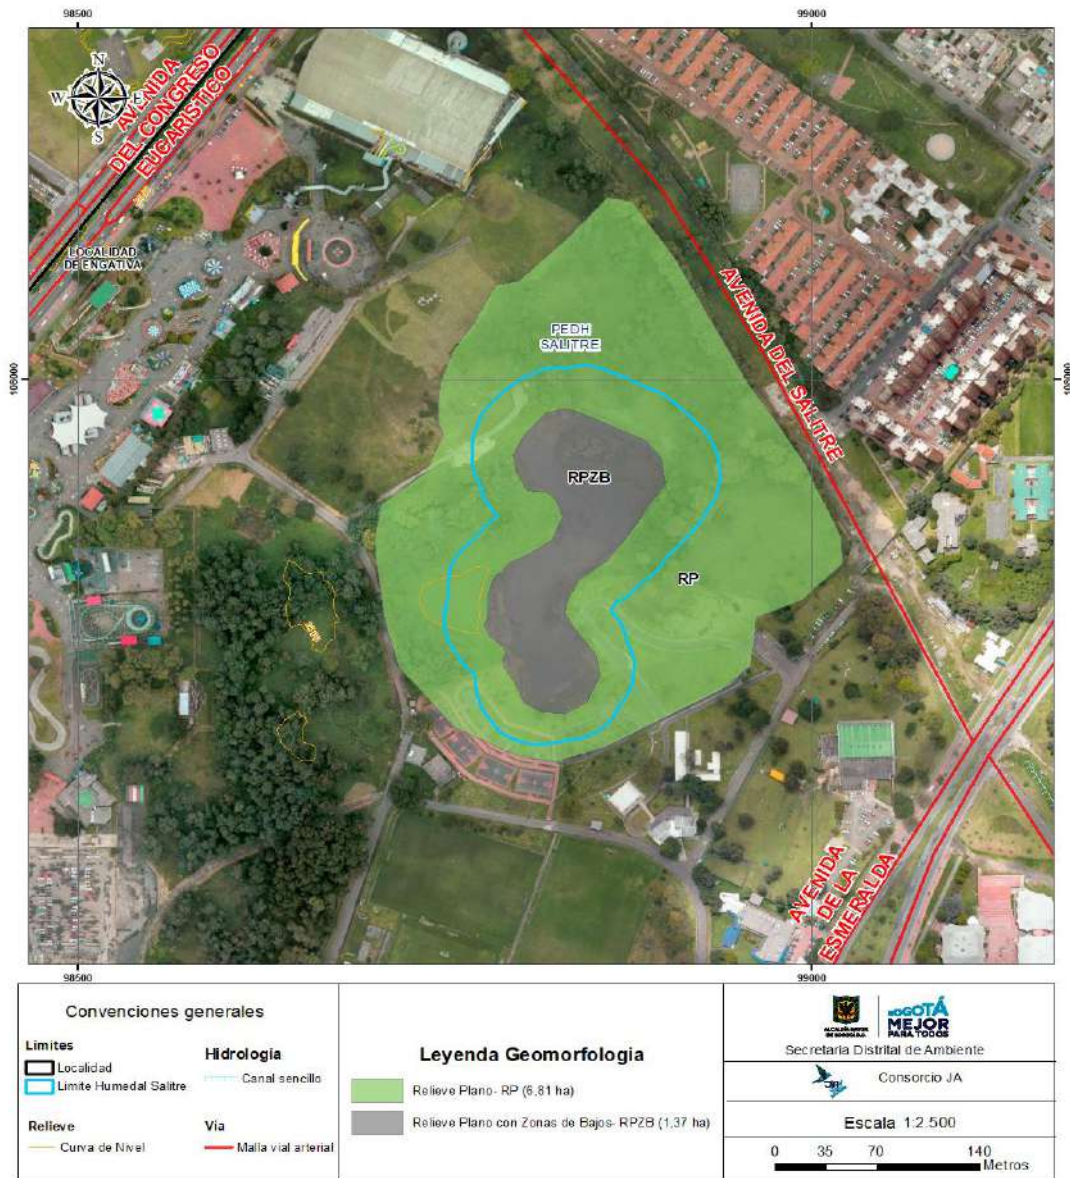 98500
99000
N
W
E
S
AVENIDA
DEL CONGRESO
EUCARISTICO
LOCALIDAD
DE ENGATIVA
PEDH
SALITRE
AVENIDA DEL SALITRE
106000
106000
RPZB
RP
AVENIDA
DE LA
ESMERALDA
98500
99000
Convenciones generales
Limites
Localidad
Limite Humedal Salitre
Hidrologia
Canal sencillo
Relieve
Curva de Nivel
Via
Malla vial arterial
Leyenda Geomorfologia
Relieve Plano- RP (6,81 ha)
Relieve Plano con Zonas de Bajos- RPZB (1,37 ha)
BOGOTÁ
MEJOR
PARA TODOS
Secretaria Distrital de Ambiente
Consorcio JA
Escala 1:2.500
0 35 70 140
Metros